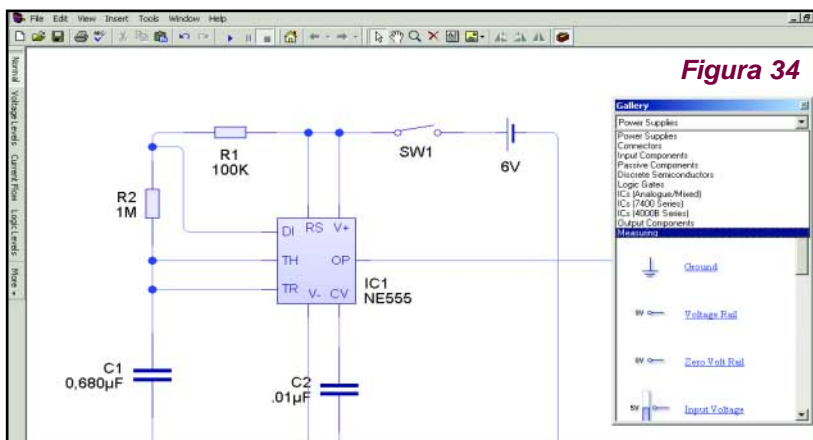 File Edit View Insert Tools Window Help
Figura 34
Normal
Voltage Levels
Current Flow
Logic Levels
More
Gallery
Power Supplies
Power Supplies
Connectors
Input Components
Passive Components
Discrete Semiconductors
Logic Gates
ICs (Analogue/Mixed)
ICs (7400 Series)
ICs (4000B Series)
Output Components
Measuring
Ground
9V Voltage Rail
0V Zero Volt Rail
5V Input Voltage
R1
100K
SW1
6V
R2
1M
DI RS V+
TH OP
TR V- CV
IC1
NE555
C1
0,680µF
C2
.01µF